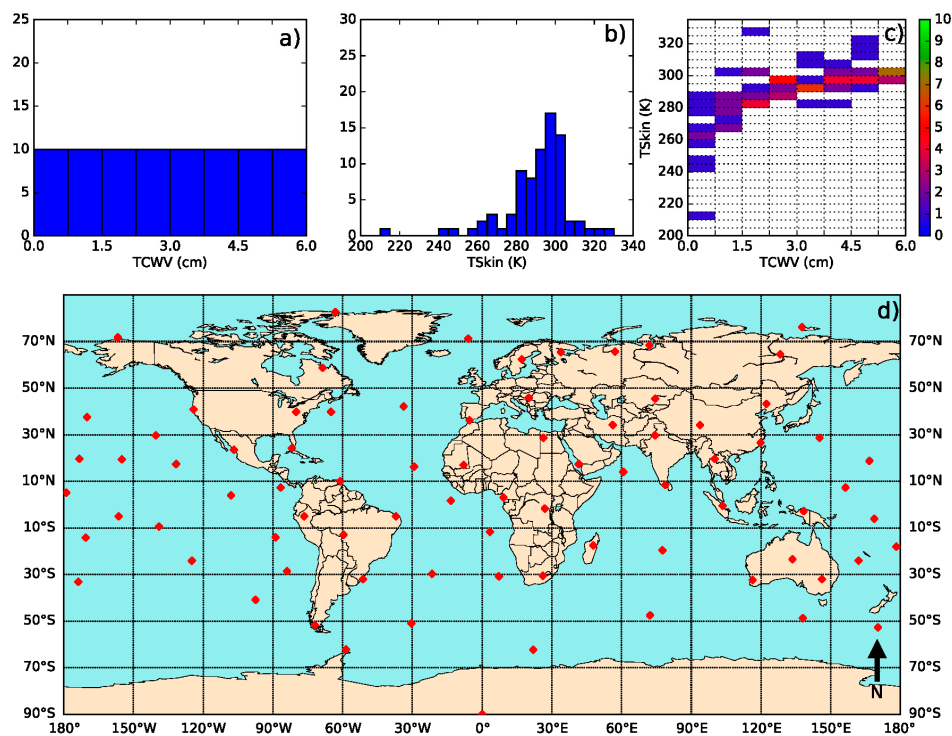 25
20
15
10
5
0
a)
0.0 1.5 3.0 4.5 6.0
TCWV (cm)
30
25
20
15
10
5
0
b)
200 220 240 260 280 300 320 340
TSkin (K)
320
300
280
260
240
220
200
TSkin (K)
c)
0.0 1.5 3.0 4.5 6.0
TCWV (cm)
10
9
8
7
6
5
4
3
2
1
0
d)
70°N
50°N
30°N
10°N
10°S
30°S
50°S
70°S
90°S
70°N
50°N
30°N
10°N
10°S
30°S
50°S
70°S
90°S
N
180° 150°W 120°W 90°W 60°W 30°W 0° 30°E 60°E 90°E 120°E 150°E 180°